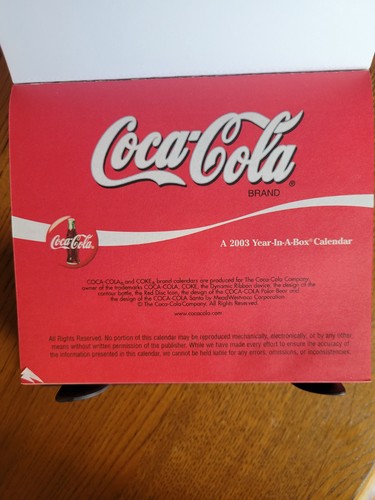 Coca-Cola®
BRAND
Coca-Cola
A 2003 Year-In-A-Box® Calendar
COCA-COLA® and COKE® brand calendars are produced for The Coca-Cola Company,
owner of the trademarks COCA-COLA, COKE, the Dynamic Ribbon device, the design of the
contour bottle, the Red Disc Icon, the design of the COCA-COLA Polar Bear and
the design of the COCA-COLA Santa by MeadWestvaco Corporation.
© The Coca-Cola Company. All Rights Reserved.
www.cocacola.com
All Rights Reserved. No portion of this calendar may be reproduced mechanically, electronically, or by any other
means without written permission of the publisher. While we have made every effort to ensure the accuracy of
the information presented in this calendar, we cannot be held liable for any errors, omissions, or inconsistencies.